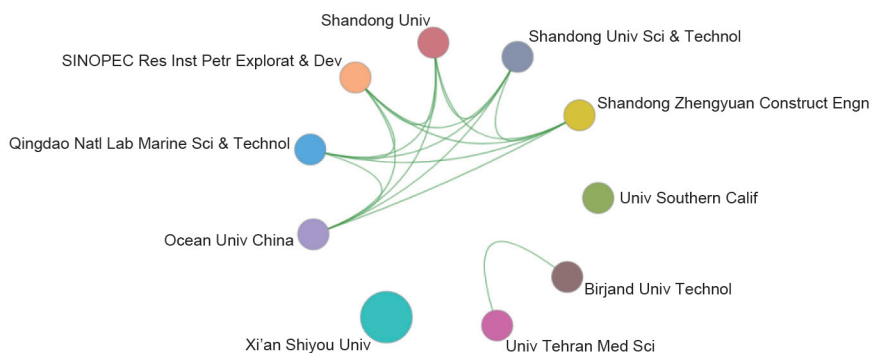 Shandong Univ
Shandong Univ Sci & Technol
SINOPEC Res Inst Petr Explorat & Dev
Shandong Zhengyuan Construct Engn
Qingdao Natl Lab Marine Sci & Technol
Univ Southern Calif
Ocean Univ China
Birjand Univ Technol
Xi'an Shiyou Univ
Univ Tehran Med Sci